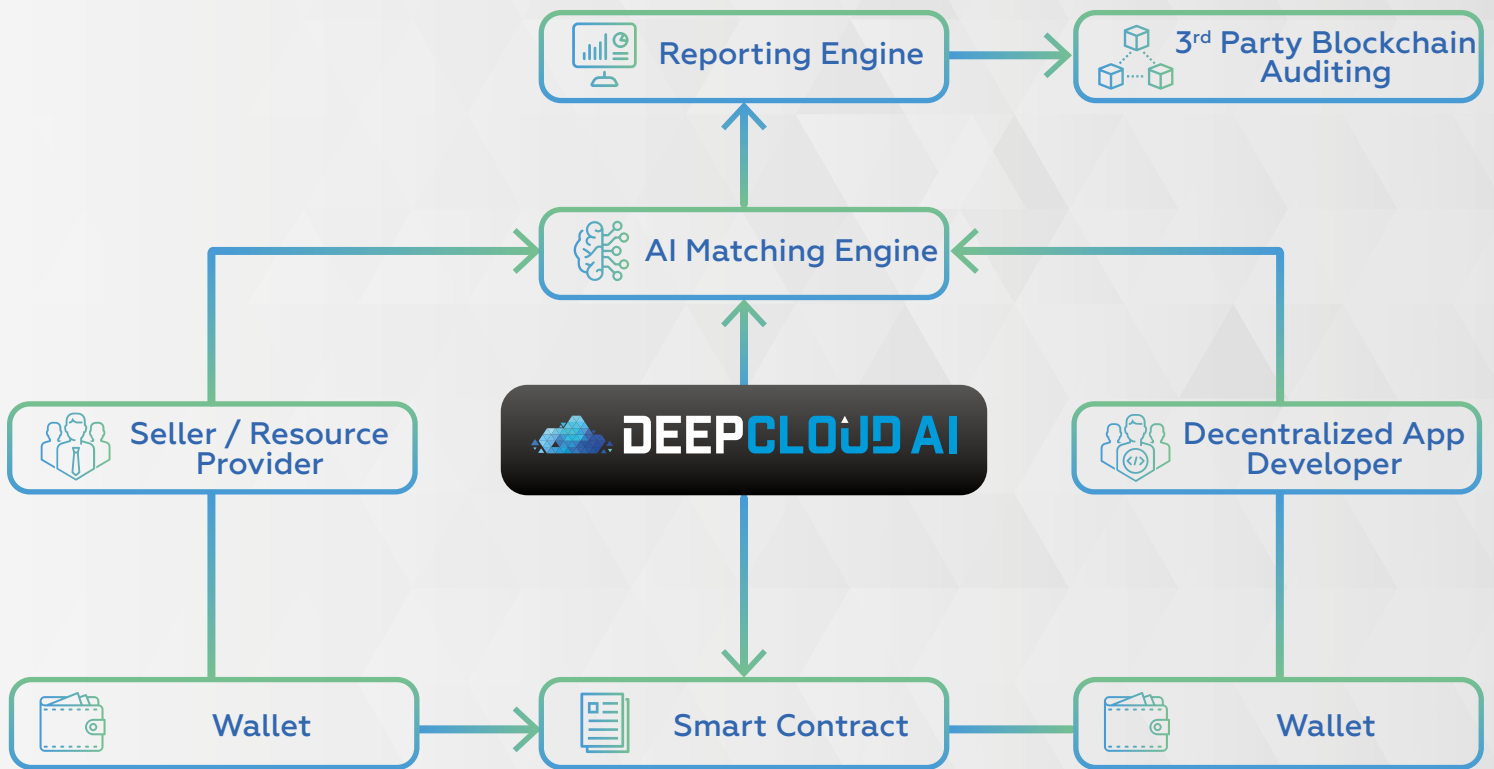 Reporting Engine
3rd Party Blockchain
Auditing
AI Matching Engine
Seller / Resource
Provider
DEEPCLOUD AI
Decentralized App
Developer
Wallet
Smart Contract
Wallet